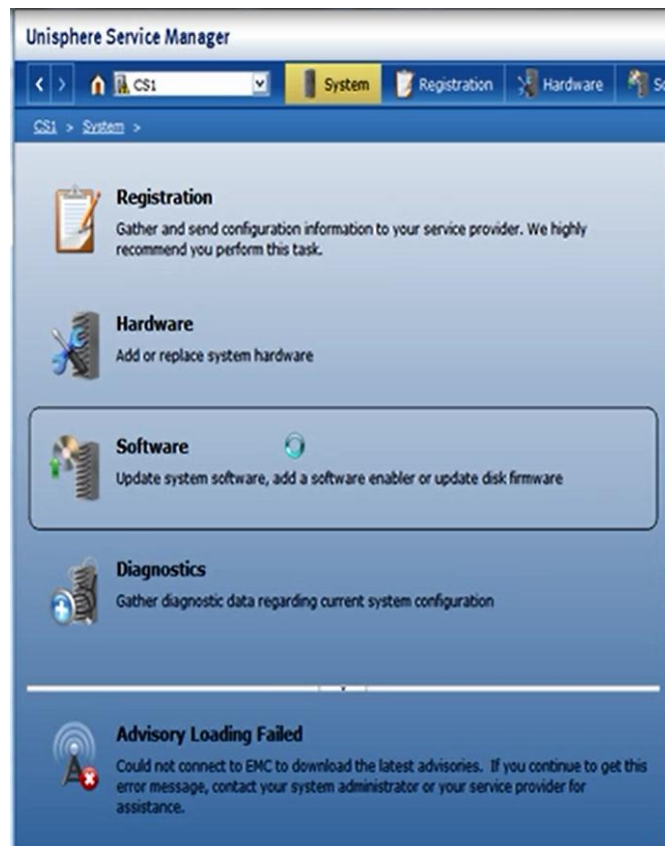 Unisphere Service Manager
CS1
System
Registration
Hardware
CS1 > System >
Registration
Gather and send configuration information to your service provider. We highly
recommend you perform this task.
Hardware
Add or replace system hardware
Software
Update system software, add a software enabler or update disk firmware
Diagnostics
Gather diagnostic data regarding current system configuration
Advisory Loading Failed
Could not connect to EMC to download the latest advisories. If you continue to get this
error message, contact your system administrator or your service provider for
assistance.